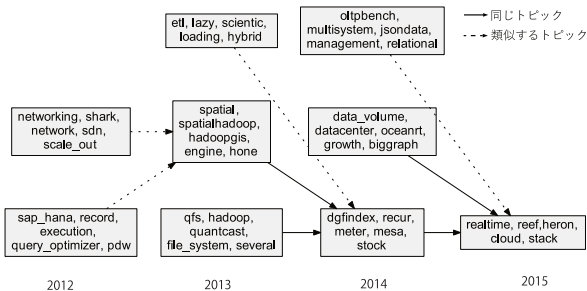 etl, lazy, scientic,
loading, hybrid
oltpbench,
multisystem, jsondata,
management, relational
同じトピック
類似するトピック
networking, shark,
network, sdn,
scale_out
spatial,
spatialhadoop,
hadoopgis,
engine, hone
data_volume,
datacenter, oceanrt,
growth, biggraph
sap_hana, record,
execution,
query_optimizer, pdw
qfs, hadoop,
quantcast,
file_system, several
dgfindex, recur,
meter, mesa,
stock
realtime, reef,heron,
cloud, stack
2012
2013
2014
2015